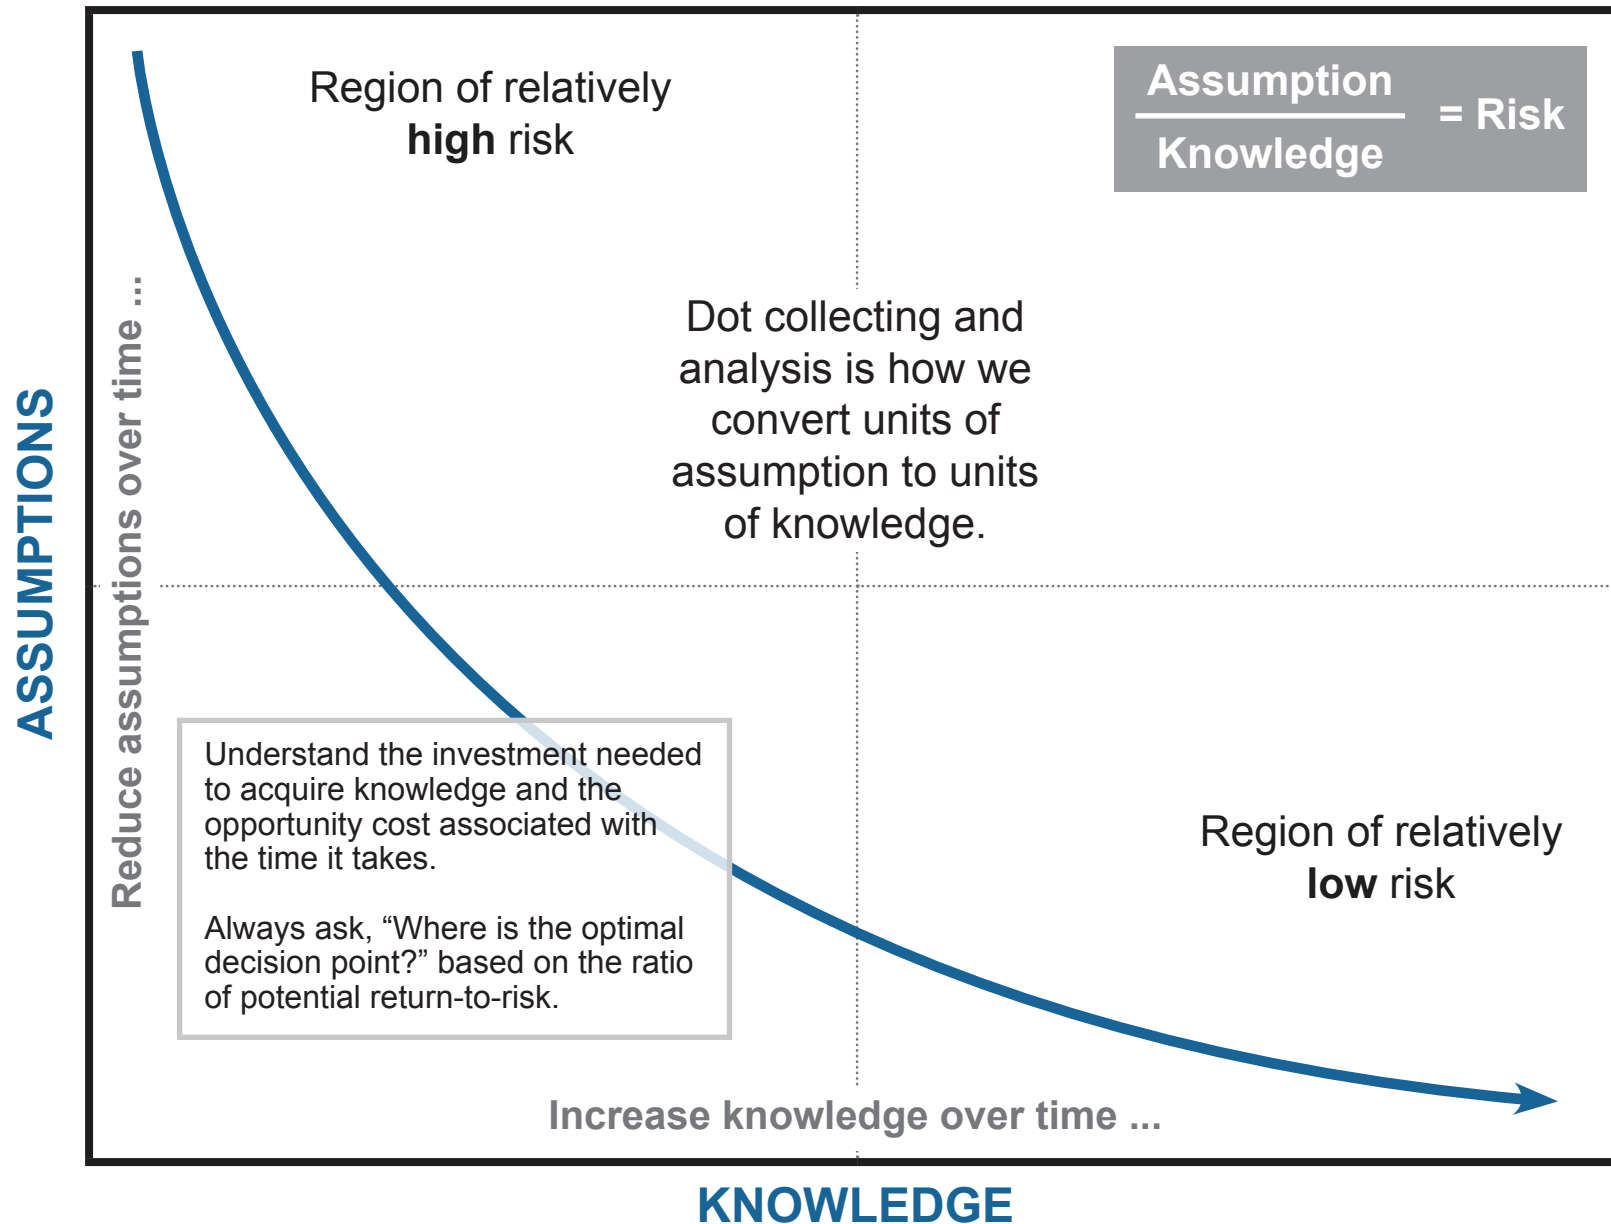 Region of relatively
high risk
Assumption
Knowledge
= Risk
Dot collecting and
analysis is how we
convert units of
assumption to units
of knowledge.
ASSUMPTIONS
Reduce assumptions over time ...
Understand the investment needed
to acquire knowledge and the
opportunity cost associated with
the time it takes.
Always ask, “Where is the optimal
decision point?” based on the ratio
of potential return-to-risk.
Region of relatively
low risk
Increase knowledge over time ...
KNOWLEDGE